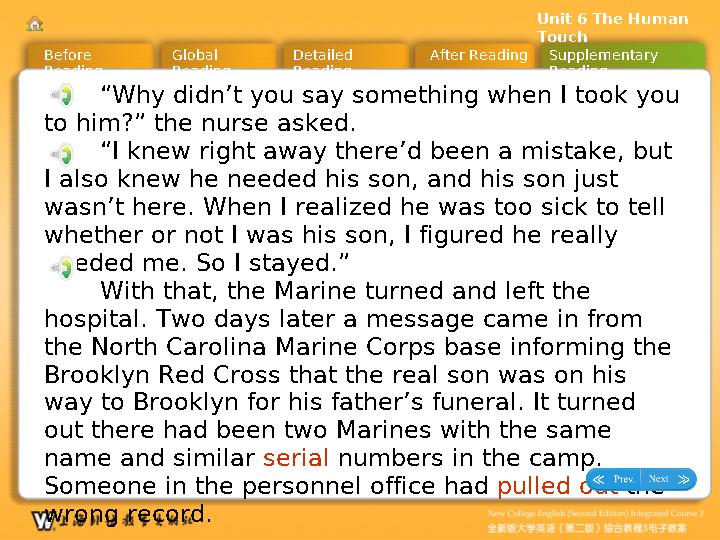 Unit 6 The Human
Touch
Before
Reading
Global
Reading
Detailed
Reading
After Reading
Supplementary
Reading
“Why didn’t you say something when I took you
to him?” the nurse asked.
“I knew right away there’d been a mistake, but
I also knew he needed his son, and his son just
wasn’t here. When I realized he was too sick to tell
whether or not I was his son, I figured he really
needed me. So I stayed.”
With that, the Marine turned and left the
hospital. Two days later a message came in from
the North Carolina Marine Corps base informing the
Brooklyn Red Cross that the real son was on his
way to Brooklyn for his father’s funeral. It turned
out there had been two Marines with the same
name and similar serial numbers in the camp.
Someone in the personnel office had pulled out the
wrong record.
Prev. Next
New College English (Second Edition) Integrated Course 3
全新版大学英语（第二版）综合教程3电子教案